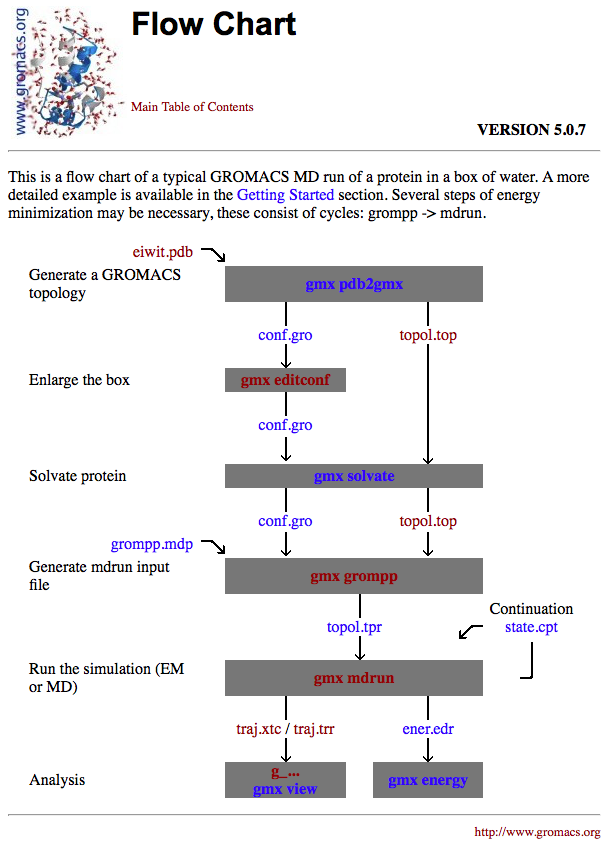 www.gromacs.org
Flow Chart
Main Table of Contents
VERSION 5.0.7
This is a flow chart of a typical GROMACS MD run of a protein in a box of water. A more
detailed example is available in the Getting Started section. Several steps of energy
minimization may be necessary, these consist of cycles: grompp -> mdrun.
eiwit.pdb
Generate a GROMACS
topology
gmx pdb2gmx
conf.gro
topol.top
Enlarge the box
gmx editconf
conf.gro
Solvate protein
gmx solvate
conf.gro
topol.top
grompp.mdp
Generate mdrun input
file
gmx grompp
Continuation
topol.tpr
state.cpt
Run the simulation (EM
or MD)
gmx mdrun
traj.xtc / traj.trr
ener.edr
Analysis
g_...
gmx view
gmx energy
http://www.gromacs.org